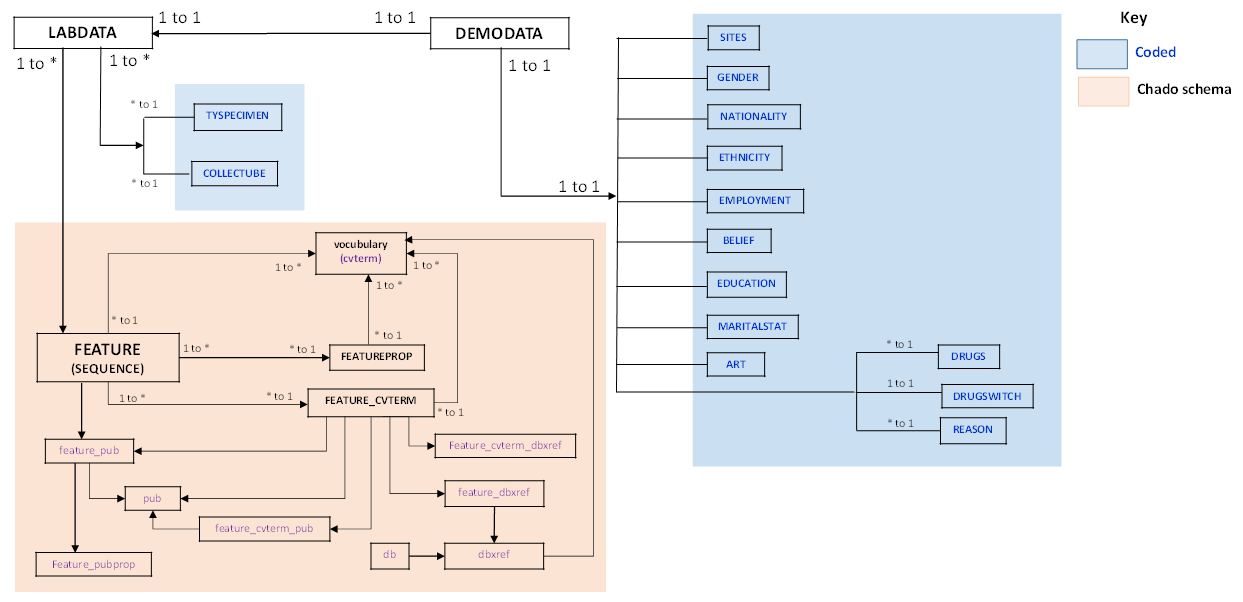 1 to 1
1 to 1
Key
LABDATA
DEMODATA
SITES
Coded
1 to *
1 to *
1 to 1
GENDER
Chado schema
* to 1
TYSPECIMEN
NATIONALITY
ETHNICITY
COLLECTUBE
* to 1
1 to 1
EMPLOYMENT
BELIEF
vocubulary
(cvterm)
1 to *
1 to *
1 to *
EDUCATION
* to 1
MARITALSTAT
* to 1
FEATURE
(SEQUENCE)
1 to *
* to 1
FEATUREPROP
ART
* to 1
DRUGS
1 to 1
DRUGSWITCH
* to 1
REASON
1 to *
* to 1
FEATURE_CVTERM
* to 1
feature_pub
Feature_cvterm_dbxref
pub
feature_dbxref
feature_cvterm_pub
db
dbxref
Feature_pubprop